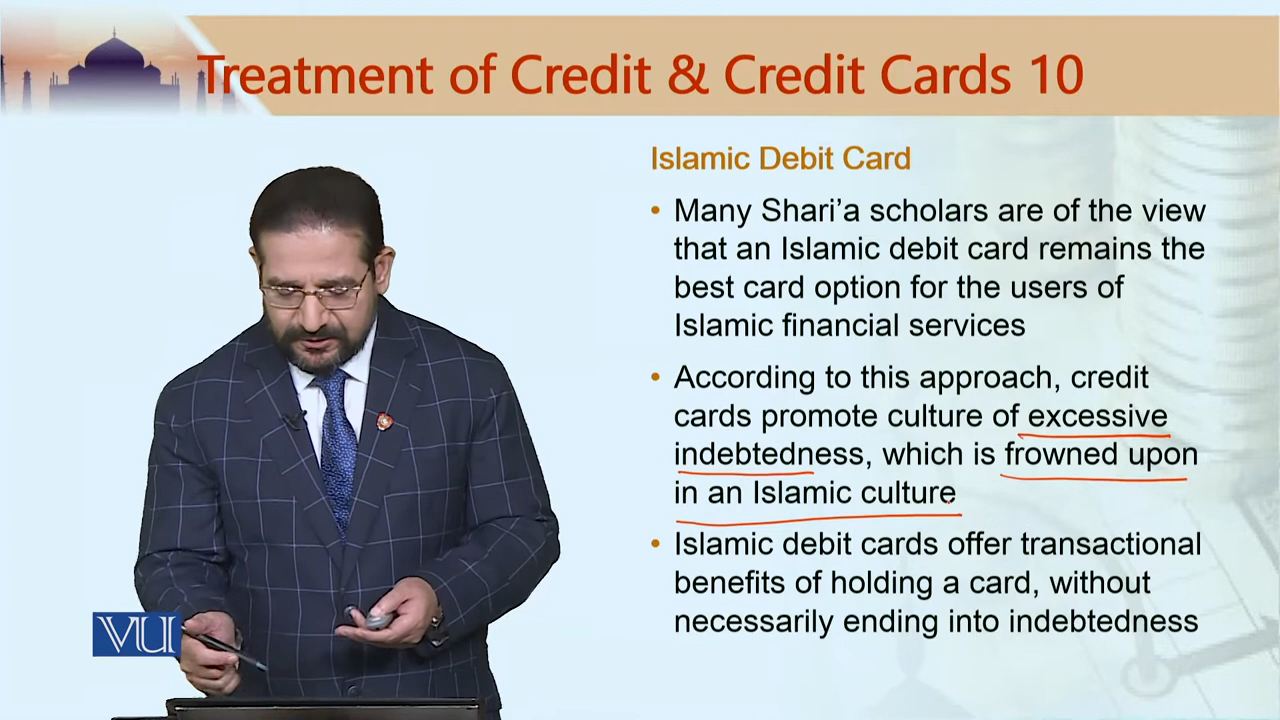 Treatment of Credit & Credit Cards 10
Islamic Debit Card
• Many Shari’a scholars are of the view
that an Islamic debit card remains the
best card option for the users of
Islamic financial services
• According to this approach, credit
cards promote culture of excessive
indebtedness, which is frowned upon
in an Islamic culture
• Islamic debit cards offer transactional
benefits of holding a card, without
necessarily ending into indebtedness
VU